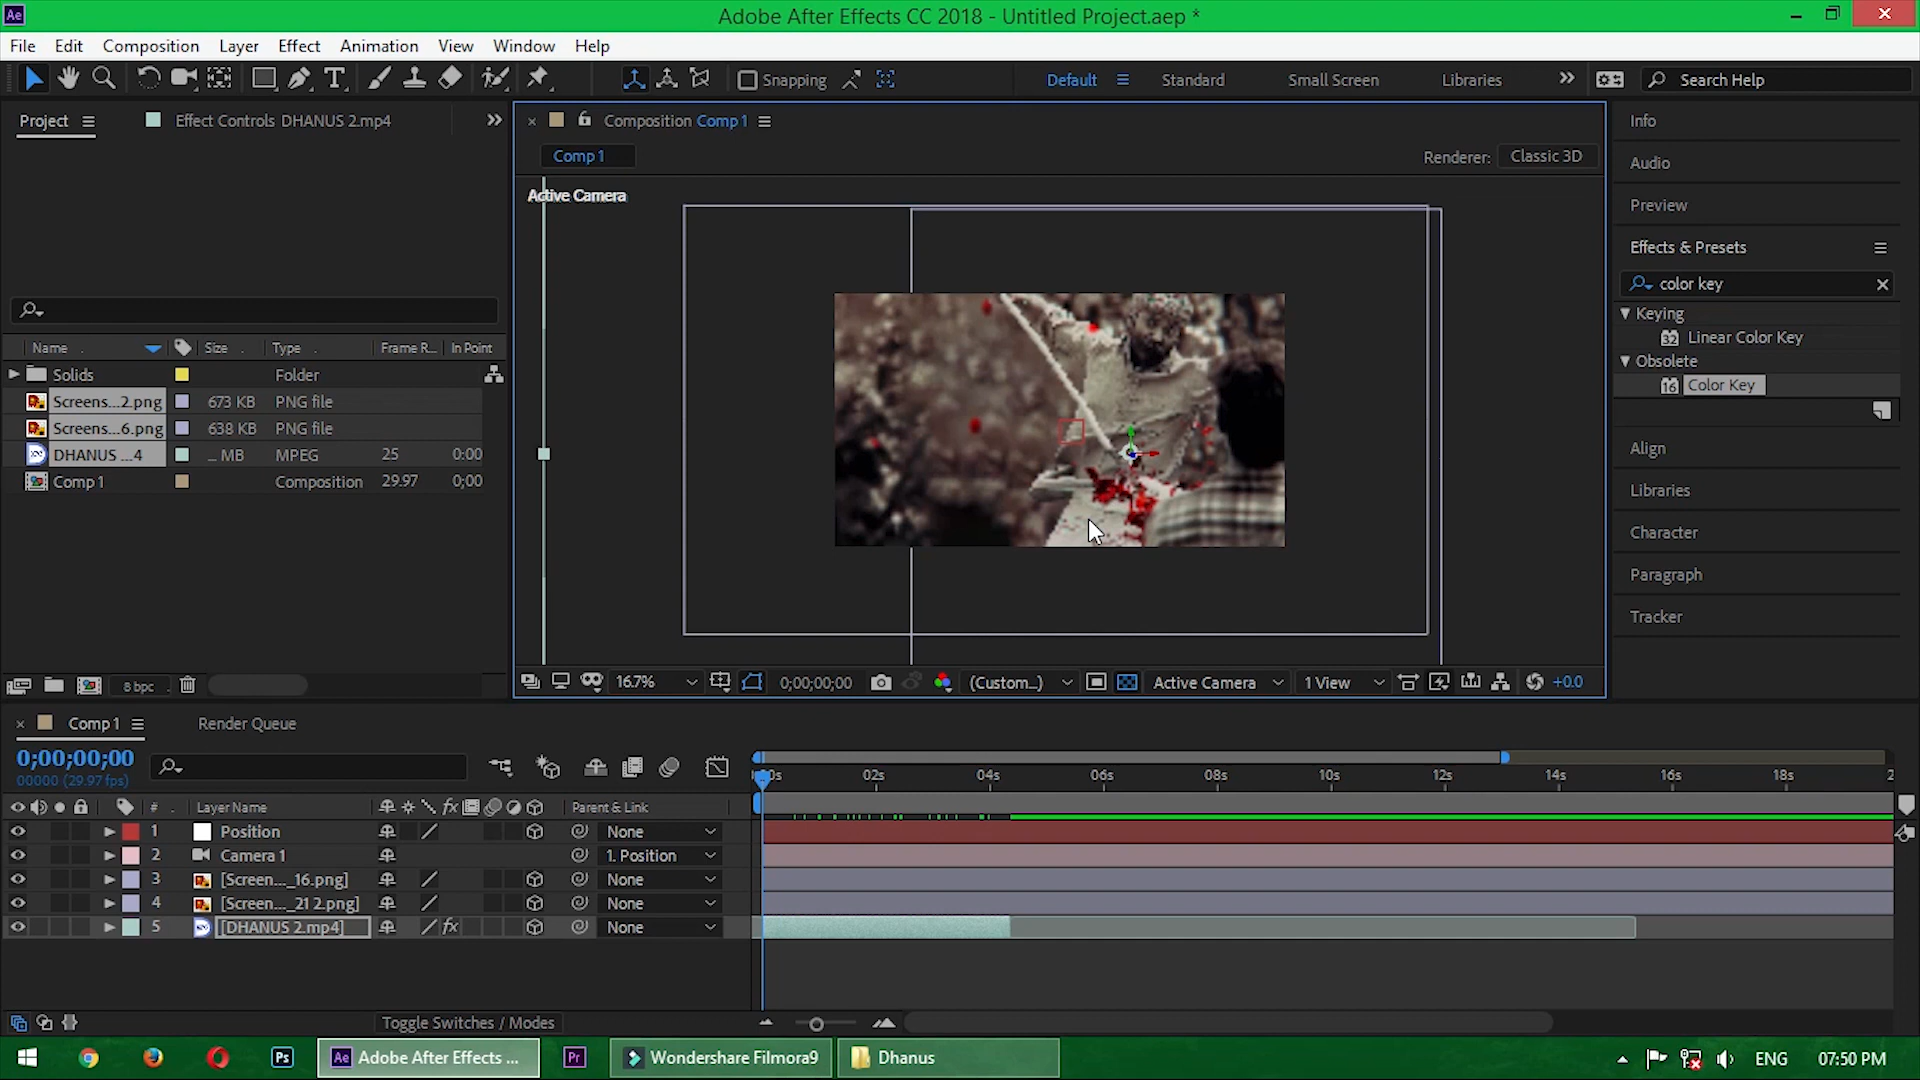 Ae
Adobe After Effects CC 2018 - Untitled Project.aep *
File Edit Composition Layer Effect Animation View Window Help
Snapping
Default Standard Small Screen Libraries
Search Help
Project
Effect Controls DHANUS 2.mp4
Composition Comp 1
Comp 1
Renderer: Classic 3D
Active Camera
Info
Audio
Preview
Effects & Presets
color key
Keying
32 Linear Color Key
Obsolete
16 Color Key
Align
Libraries
Character
Paragraph
Tracker
Name Size Type Frame R... In Point
Solids Folder
Screens...2.png 673 KB PNG file
Screens...6.png 638 KB PNG file
DHANUS ...4 ... MB MPEG 25 0:00
Comp 1 Composition 29.97 0;00
8 bpc
16.7% 0;00;00;00 (Custom...) Active Camera 1 View +0.0
Comp 1
Render Queue
0;00;00;00
00000 (29.97 fps)
02s 04s 06s 08s 10s 12s 14s 16s 18s 2
# Layer Name Parent & Link
1 Position None
2 Camera 1 1. Position
3 [Screen..._16.png] None
4 [Screen..._21 2.png] None
5 [DHANUS 2.mp4] fx None
Toggle Switches / Modes
Ps
Ae Adobe After Effects ...
Pr
Wondershare Filmora9
Dhanus
ENG
07:50 PM